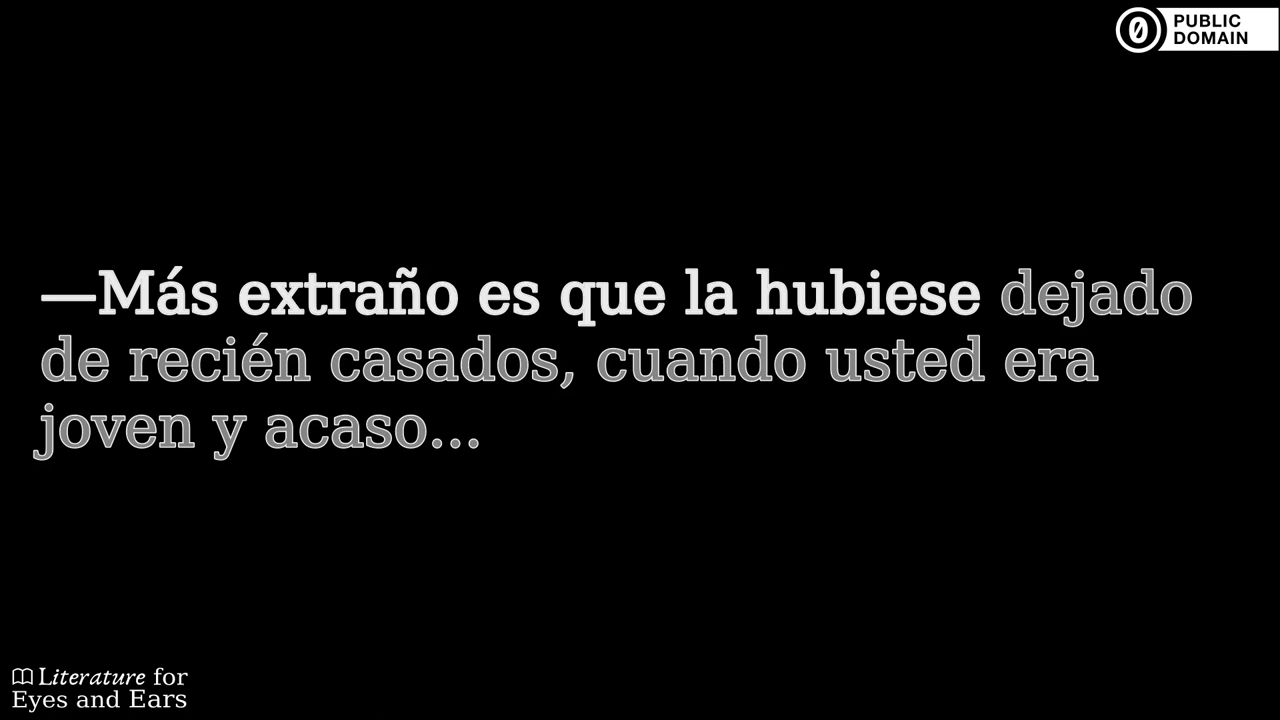 PUBLIC
DOMAIN
—Más extraño es que la hubiese dejado
de recién casados, cuando usted era
joven y acaso...
Literature for
Eyes and Ears